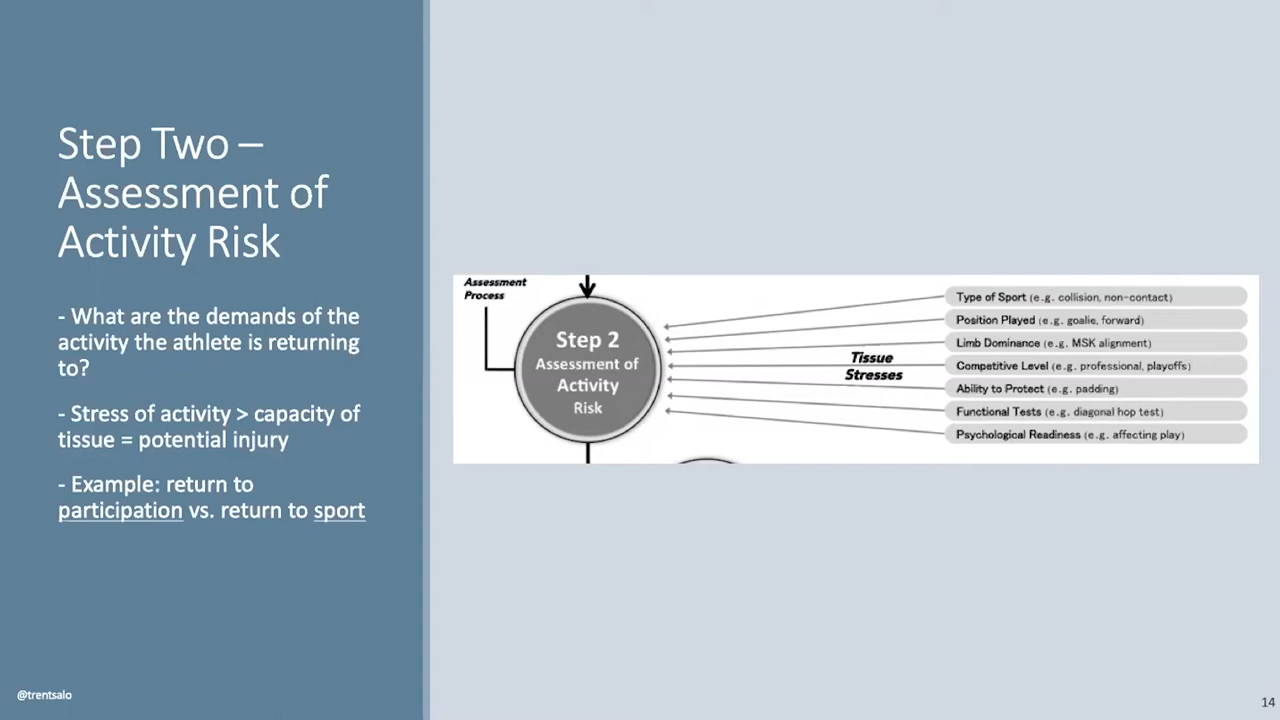 Step Two –
Assessment of
Activity Risk
- What are the demands of the
activity the athlete is returning
to?
- Stress of activity > capacity of
tissue = potential injury
- Example: return to
participation vs. return to sport
@trentsalo
Assessment
Process
Step 2
Assessment of
Activity
Risk
Tissue
Stresses
Type of Sport (e.g. collision, non-contact)
Position Played (e.g. goalie, forward)
Limb Dominance (e.g. MSK alignment)
Competitive Level (e.g. professional, playoffs)
Ability to Protect (e.g. padding)
Functional Tests (e.g. diagonal hop test)
Psychological Readiness (e.g. affecting play)
14